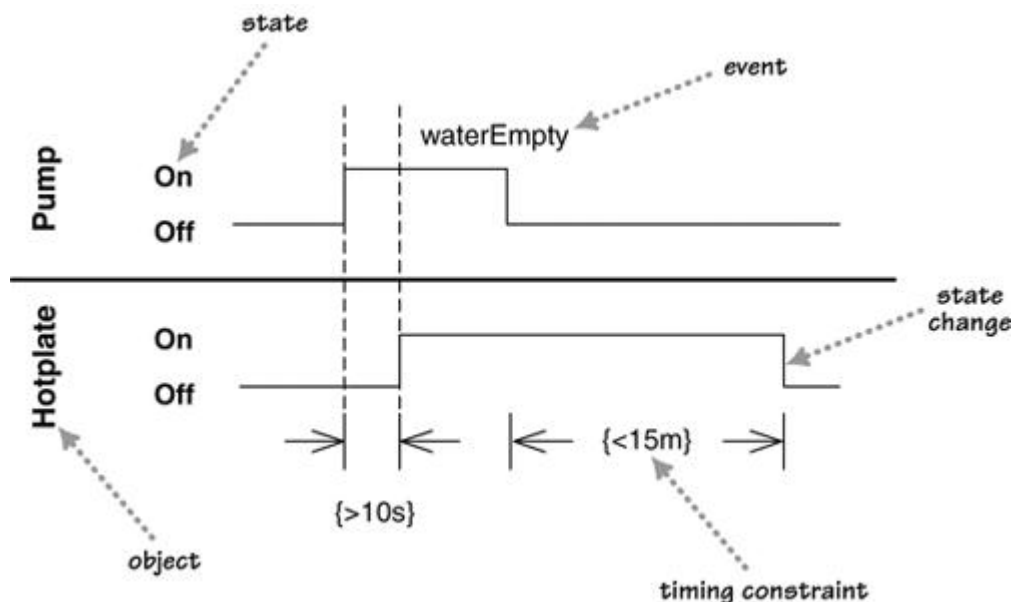 state
event
waterEmpty
Pump
On
Off
state
change
Hotplate
On
Off
{<15m}
{>10s}
object
timing constraint